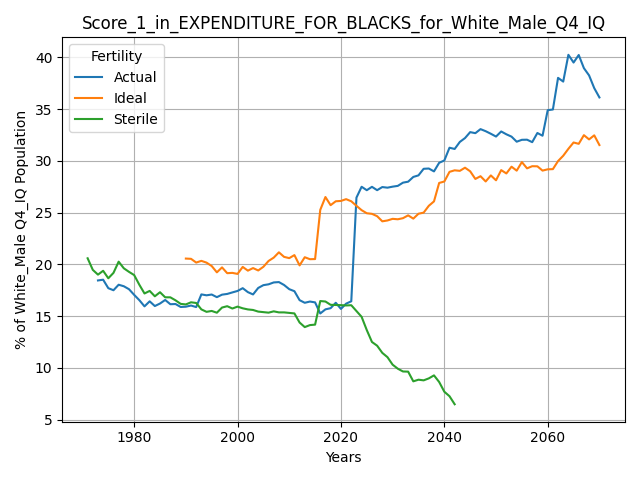 Score_1_in_EXPENDITURE_FOR_BLACKS_for_White_Male_Q4_IQ
Fertility
Actual
Ideal
Sterile
% of White_Male Q4_IQ Population
40
35
30
25
20
15
10
5
1980
2000
2020
2040
2060
Years